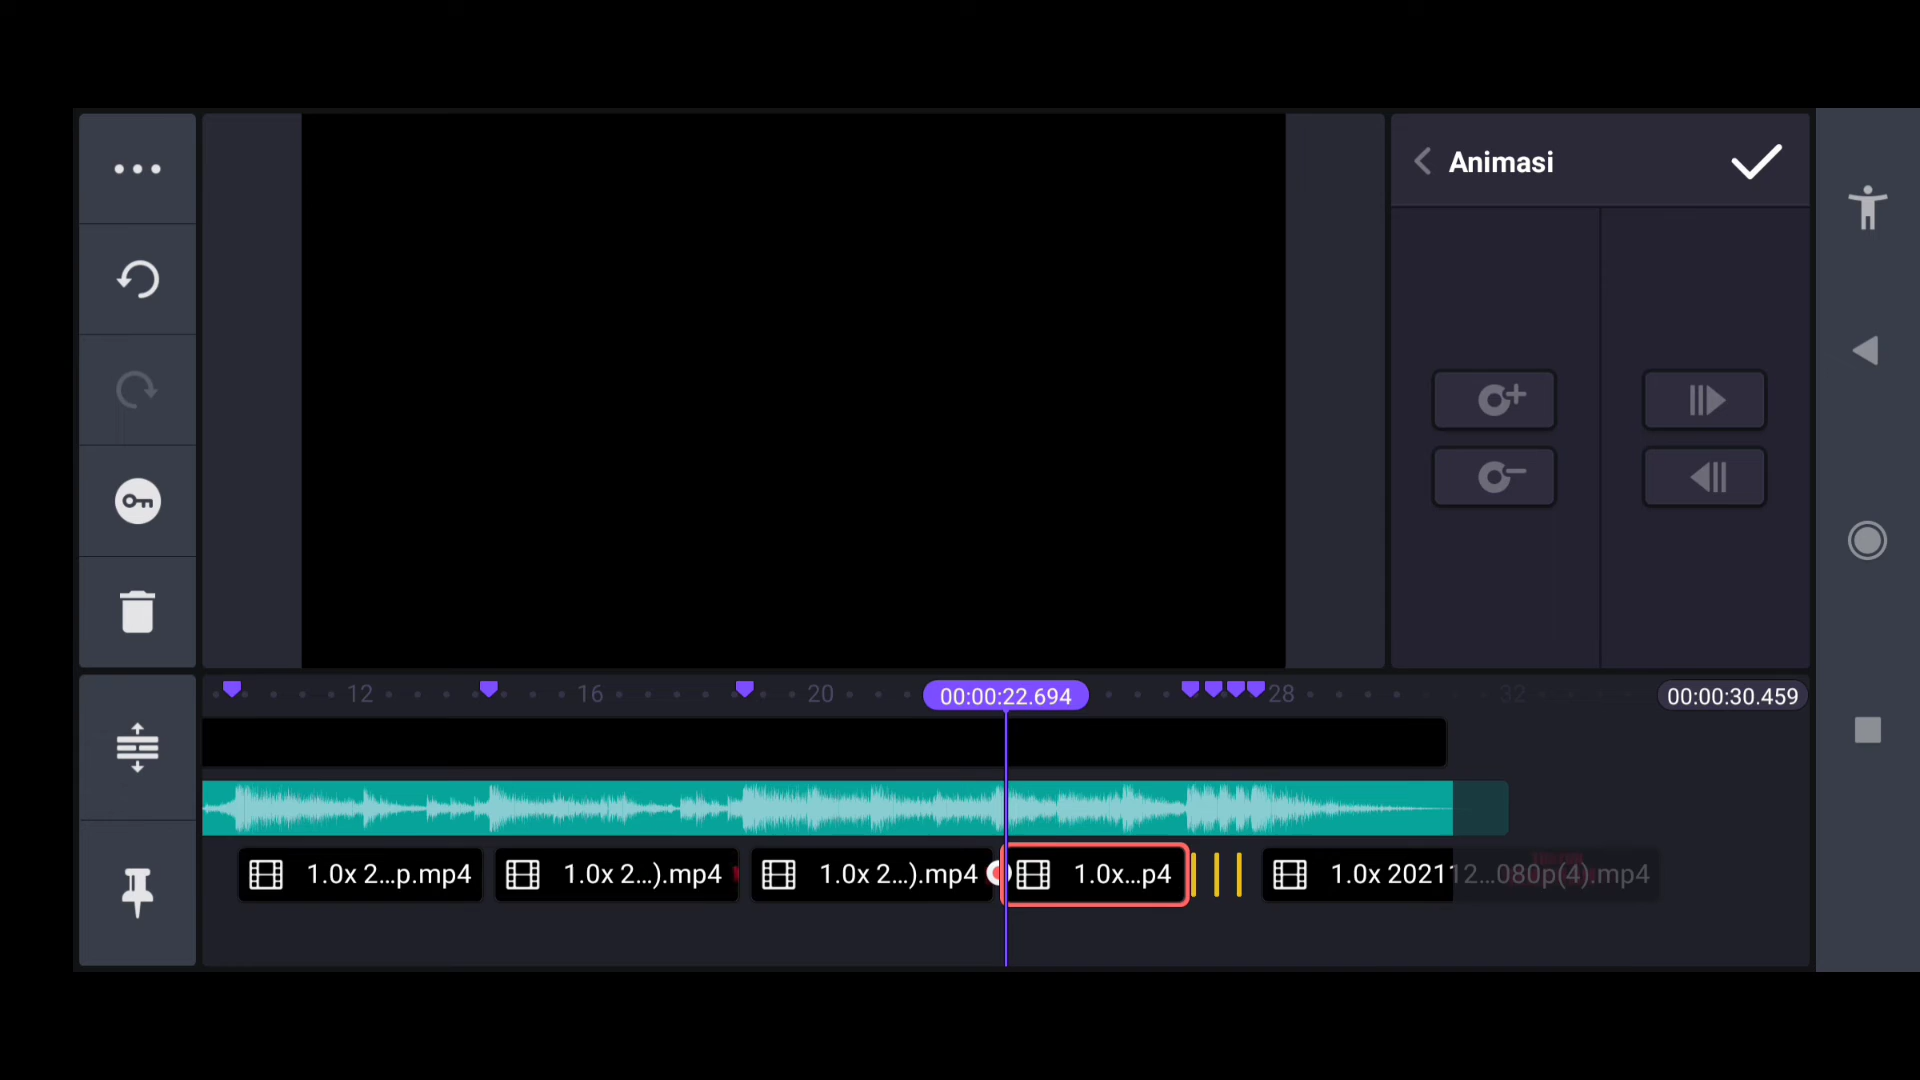 Animasi
12
16
20
00:00:22.694
28
32
00:00:30.459
1.0x 2...p.mp4
1.0x 2...).mp4
1.0x 2...).mp4
1.0x...p4
1.0x 202112...080p(4).mp4